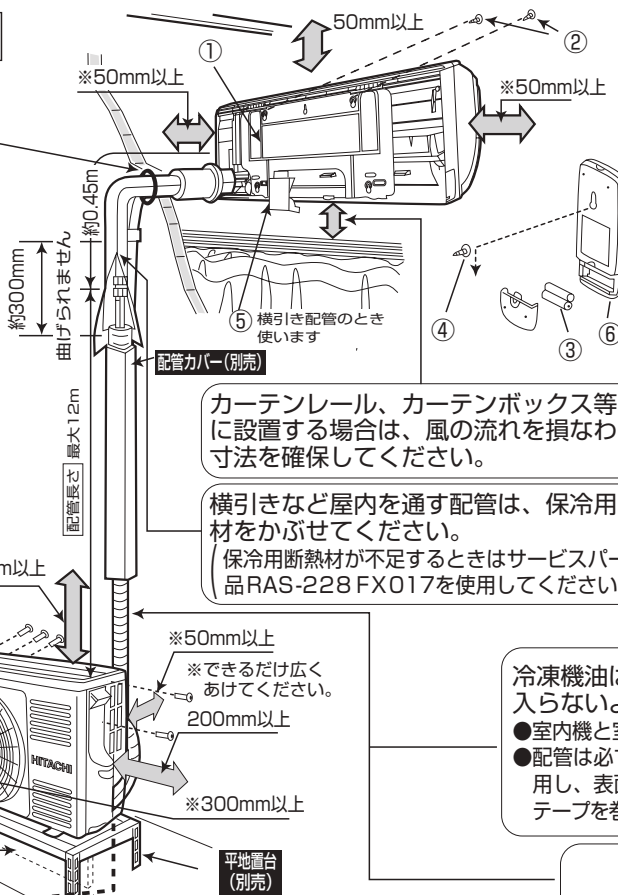 50mm以上
①
②
※50mm以上
※50mm以上
約0.45m
約300mm
曲げられません
⑤ 横引き配管のとき
使います
④
③
⑥
配管カバー(別売)
配管長さ 最大12m
カーテンレール、カーテンボックス等
に設置する場合は、風の流れを損なわ
寸法を確保してください。
横引きなど屋内を通す配管は、保冷用
材をかぶせてください。
(保冷用断熱材が不足するときはサービスパー
品RAS-228FX017を使用してください
m以上
※50mm以上
※できるだけ広く
あけてください。
200mm以上
※300mm以上
HITACHI
平地置台
(別売)
冷凍機油は
入らないよ
●室内機と室
●配管は必
用し、表面
テープを巻